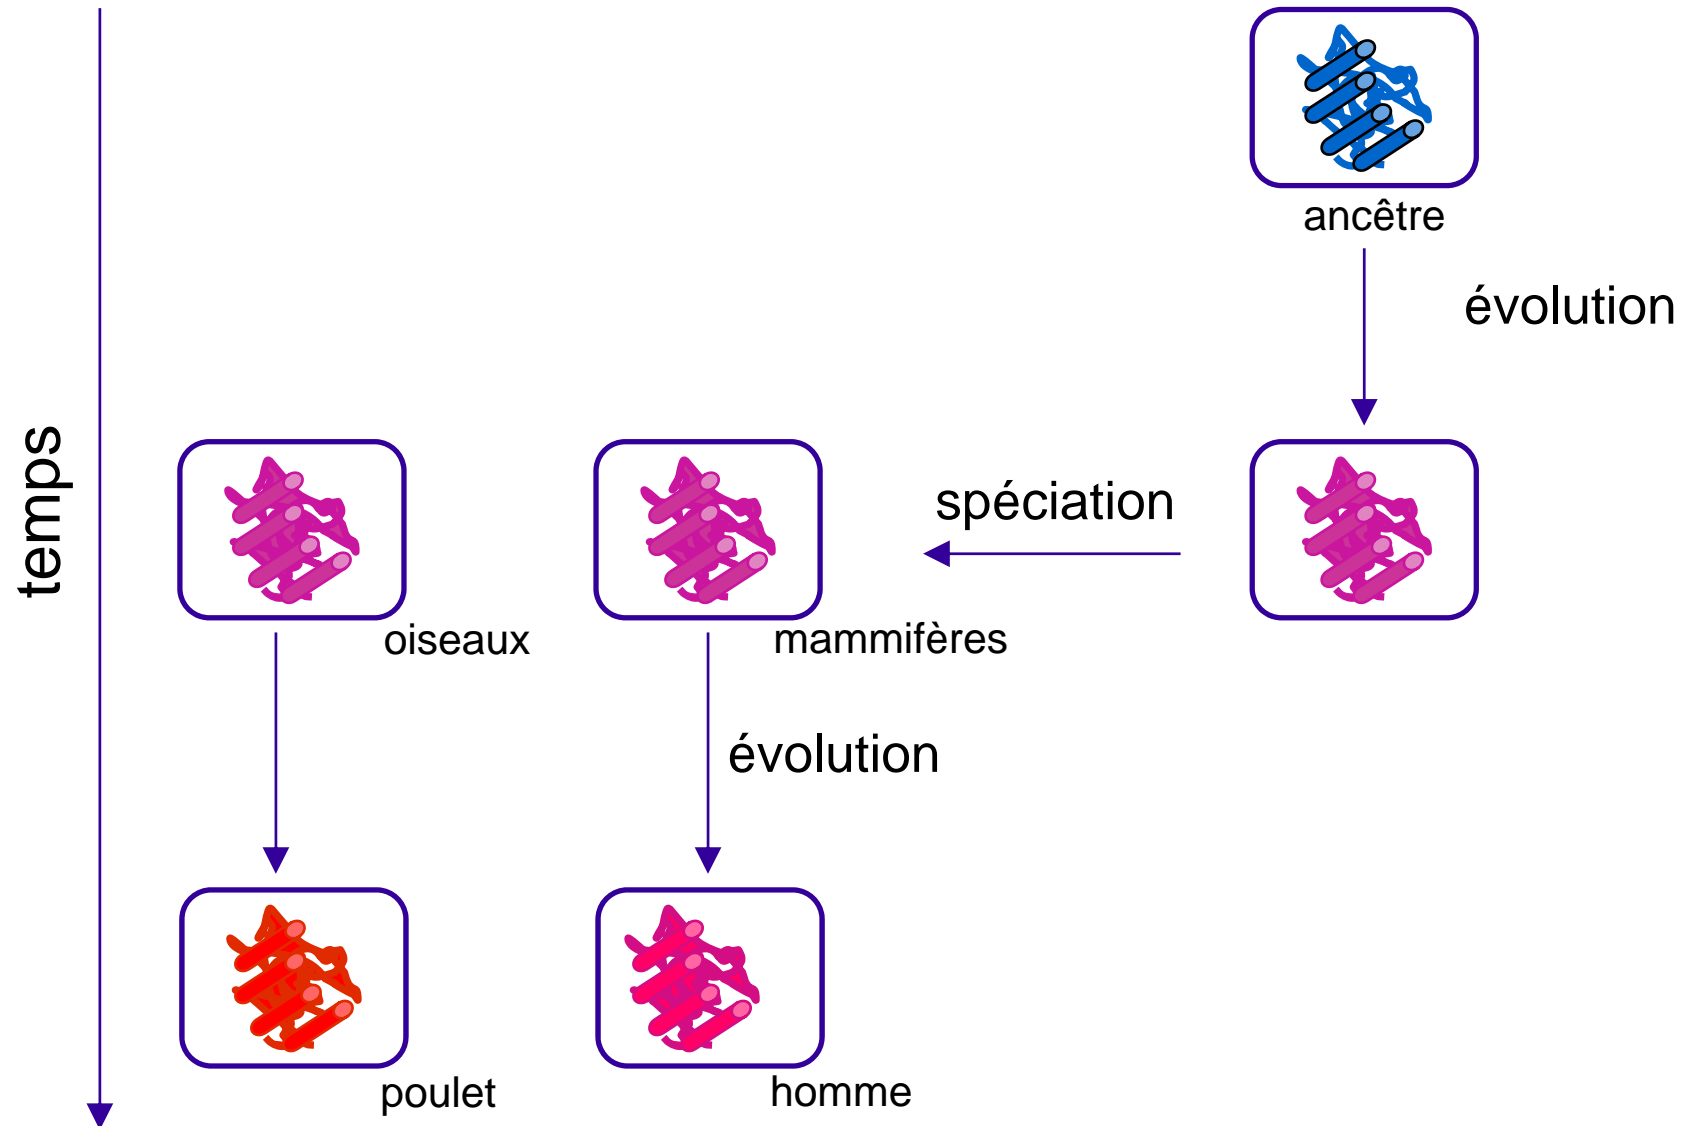 ancêtre
évolution
temps
spéciation
oiseaux
mammifères
évolution
poulet
homme